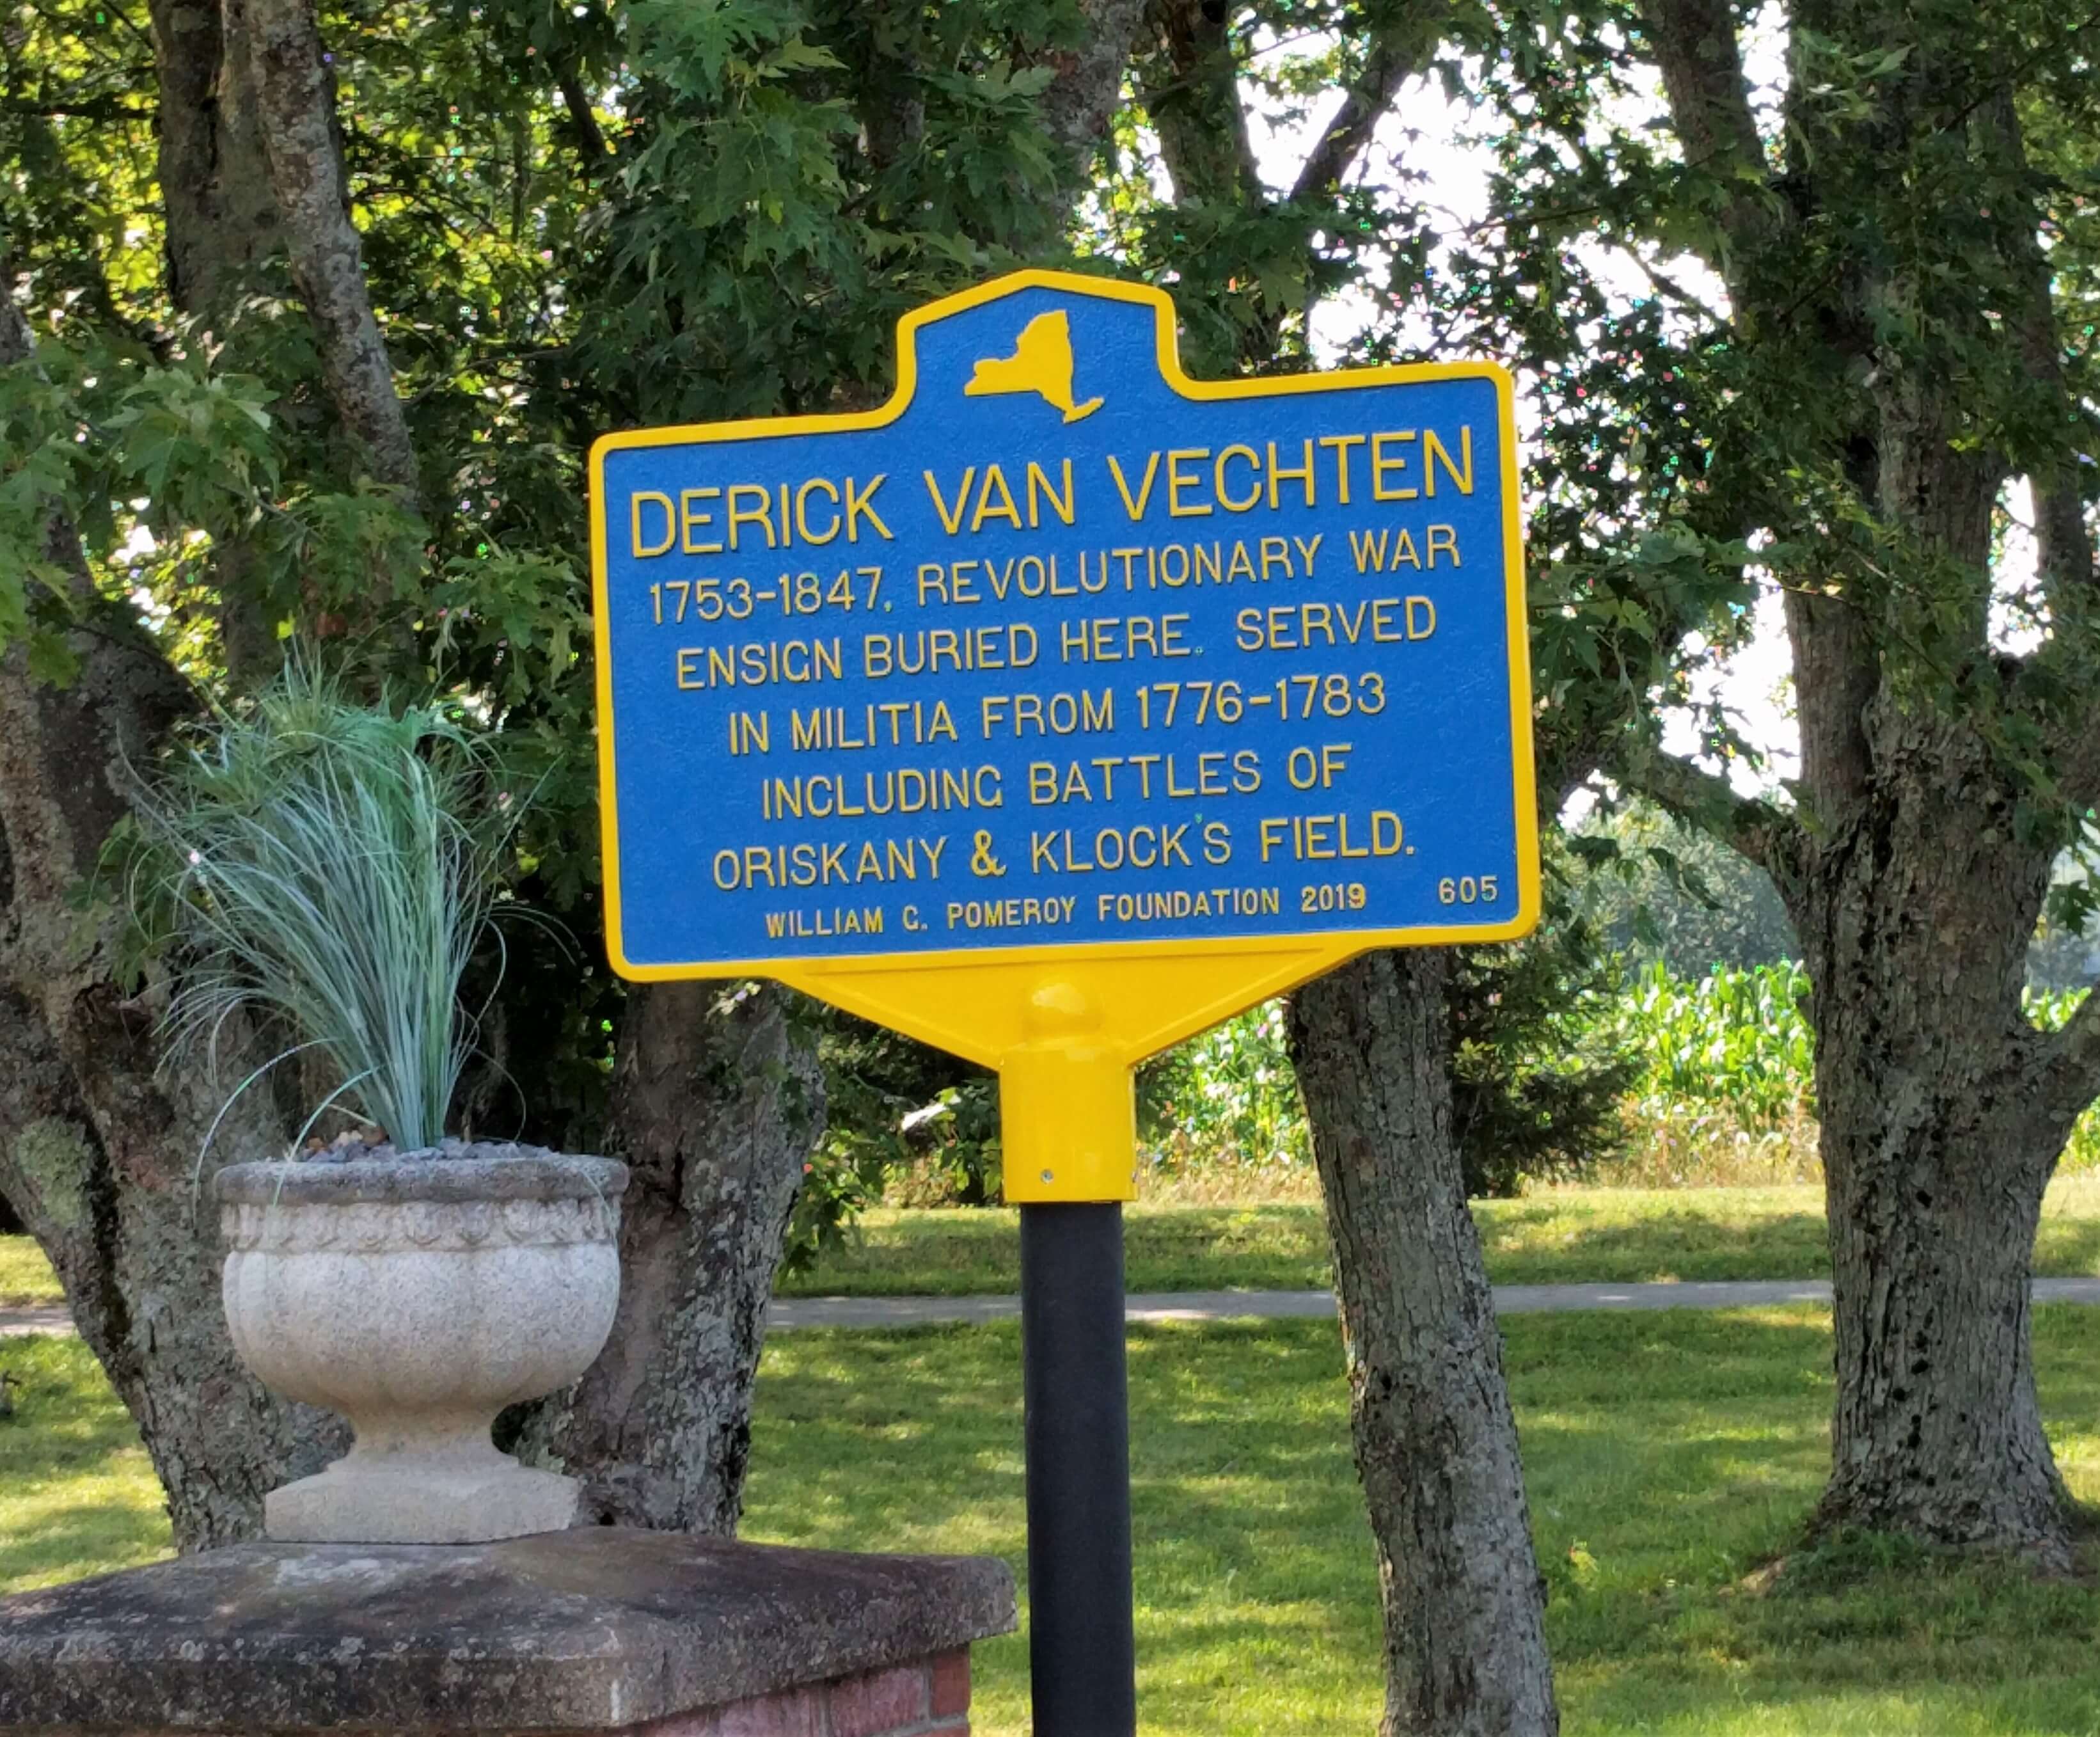 DERICK VAN VECHTEN
1753-1847, REVOLUTIONARY WAR
ENSIGN BURIED HERE. SERVED
IN MILITIA FROM 1776-1783
INCLUDING BATTLES OF
ORISKANY & KLOCK'S FIELD.
WILLIAM G. POMEROY FOUNDATION 2019 605